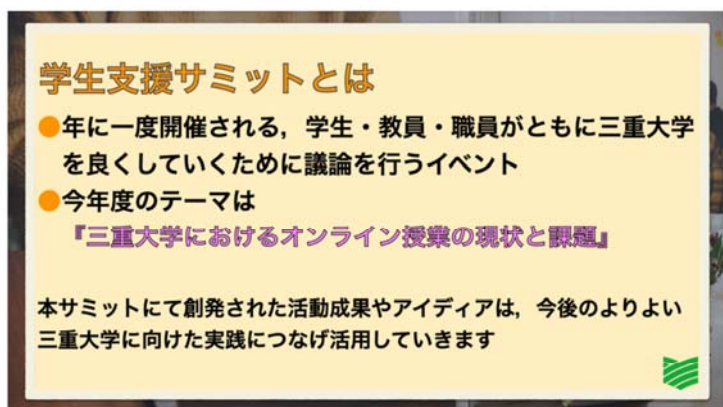 学生支援サミットとは
●年に一度開催される，学生・教員・職員がともに三重大学
を良くしていくために議論を行うイベント
●今年度のテーマは
『三重大学におけるオンライン授業の現状と課題』
本サミットにて創発された活動成果やアイディアは，今後のよりよい
三重大学に向けた実践につなげ活用していきます